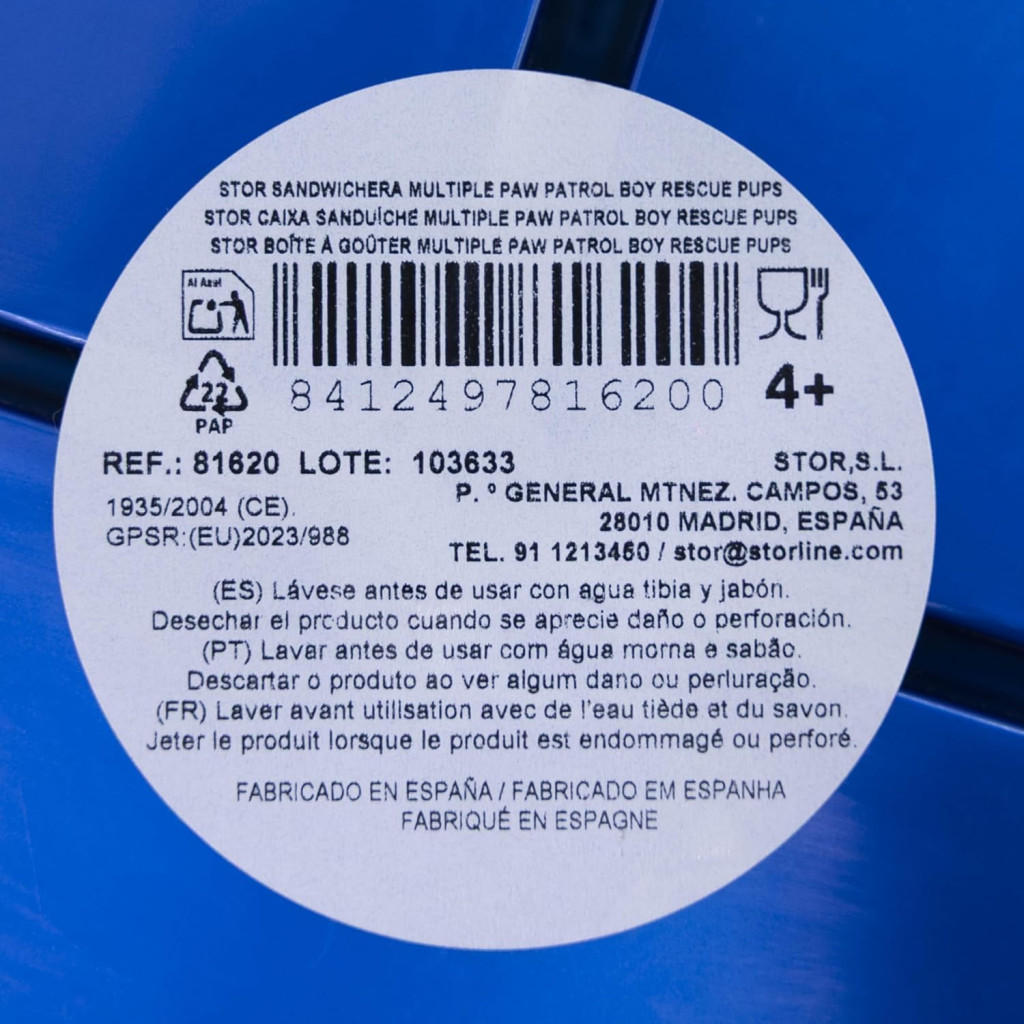 STOR SANDWICHERA MULTIPLE PAW PATROL BOY RESCUE PUPS
STOR CAIXA SANDUÍCHE MULTIPLE PAW PATROL BOY RESCUE PUPS
STOR BOÎTE À GOÛTER MULTIPLE PAW PATROL BOY RESCUE PUPS
Al Azul
8412497816200
4+
22
PAP
REF.: 81620 LOTE: 103633
1935/2004 (CE).
GPSR:(EU)2023/988
STOR,S.L.
P.º GENERAL MTNEZ. CAMPOS, 53
28010 MADRID, ESPAÑA
TEL. 91 1213460 / stor@storline.com
(ES) Lávese antes de usar con agua tibia y jabón.
Desechar el producto cuando se aprecie daño o perforación.
(PT) Lavar antes de usar com água morna e sabão.
Descartar o produto ao ver algum dano ou perluração.
(FR) Laver avant utilisation avec de l'eau tiède et du savon.
Jeter le produit lorsque le produit est endommagé ou perforé.
FABRICADO EN ESPAÑA / FABRICADO EM ESPANHA
FABRIQUÉ EN ESPAGNE